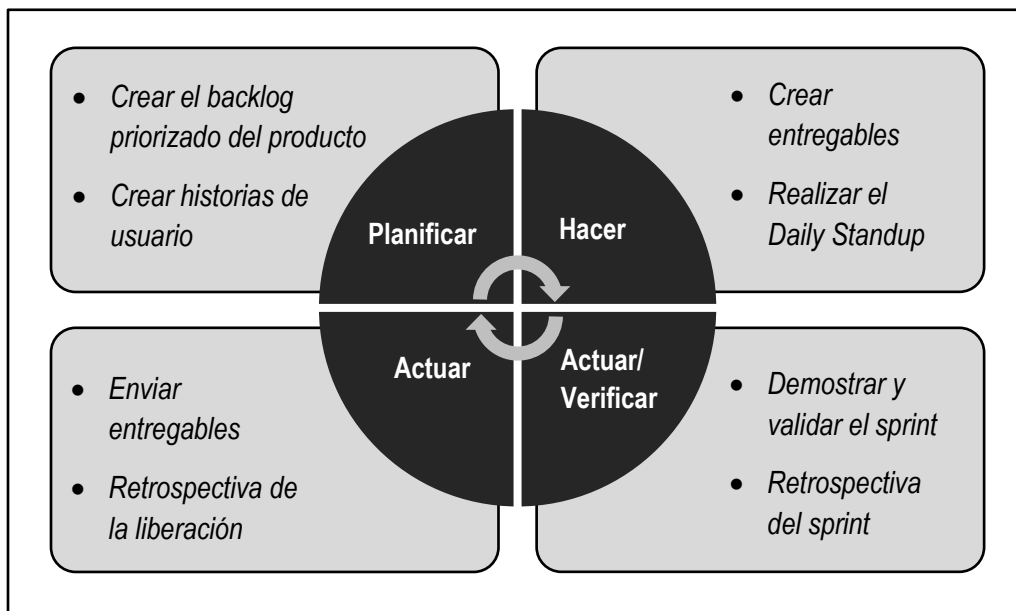 • Crear el backlog
priorizado del producto
• Crear historias de
usuario
Planificar
• Crear
entregables
• Realizar el
Daily Standup
Hacer
• Enviar
entregables
• Retrospectiva de
la liberación
Actuar
Actuar/
Verificar
• Demostrar y
validar el sprint
• Retrospectiva
del sprint